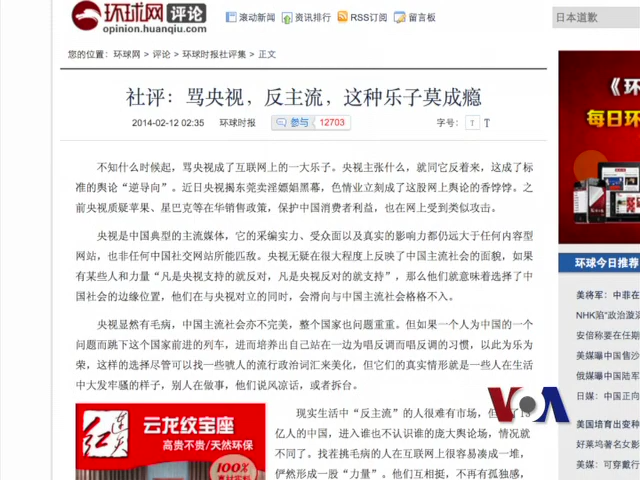 环球网 评论
opinion.huanqiu.com
滚动新闻 资讯排行 RSS订阅 留言板
日本道歉
您的位置: 环球网 > 评论 > 环球时报社评集 > 正文
社评：骂央视，反主流，这种乐子莫成瘾
2014-02-12 02:35 环球时报 参与 12703 字号: T T
不知什么时候起，骂央视成了互联网上的一大乐子。央视主张什么，就同它反着来，这成了标
准的舆论“逆导向”。近日央视揭东莞卖淫嫖娼黑幕，色情业立刻成了这股网上舆论的香饽饽。之
前央视质疑苹果、星巴克等在华销售政策，保护中国消费者利益，也在网上受到类似攻击。
央视是中国典型的主流媒体，它的采编实力、受众面以及真实的影响力都仍远大于任何内容型
网站，也非任何中国社交网站所能匹敌。央视无疑在很大程度上反映了中国主流社会的面貌，如果
有某些人和力量“凡是央视支持的就反对，凡是央视反对的就支持”，那么他们就意味着选择了中
国社会的边缘位置，他们在与央视对立的同时，会滑向与中国主流社会格格不入。
央视显然有毛病，中国主流社会亦不完美，整个国家也问题重重。但如果一个人为中国的一个
问题而跳下这个国家前进的列车，进而培养出自己站在一边为唱反调而唱反调的习惯，以此为乐为
荣，这样的选择尽管可以找一些唬人的流行政治词汇来美化，但它们的真实情形就是一些人在生活
中大发牢骚的样子，别人在做事，他们说风凉话，或者拆台。
现实生活中“反主流”的人很难有市场，但
亿人的中国，进入谁也不认识谁的庞大舆论场，情况就
不同了。找茬挑毛病的人在互联网上很容易凑成一堆，
俨然形成一股“力量”。他们互相挺，不再有孤独感，
红连天
云龙纹宝座
高贵不贵/天然环保
100%
VOA
《环
每日环
环球今日推荐
美将军：中菲在
NHK陷“政治漩涡
安倍称要在任期
美媒曝中国售沙
俄媒曝中国陆军
日媒：中国正向
美国培育出变种
好莱坞著名女影
美媒：可穿戴行